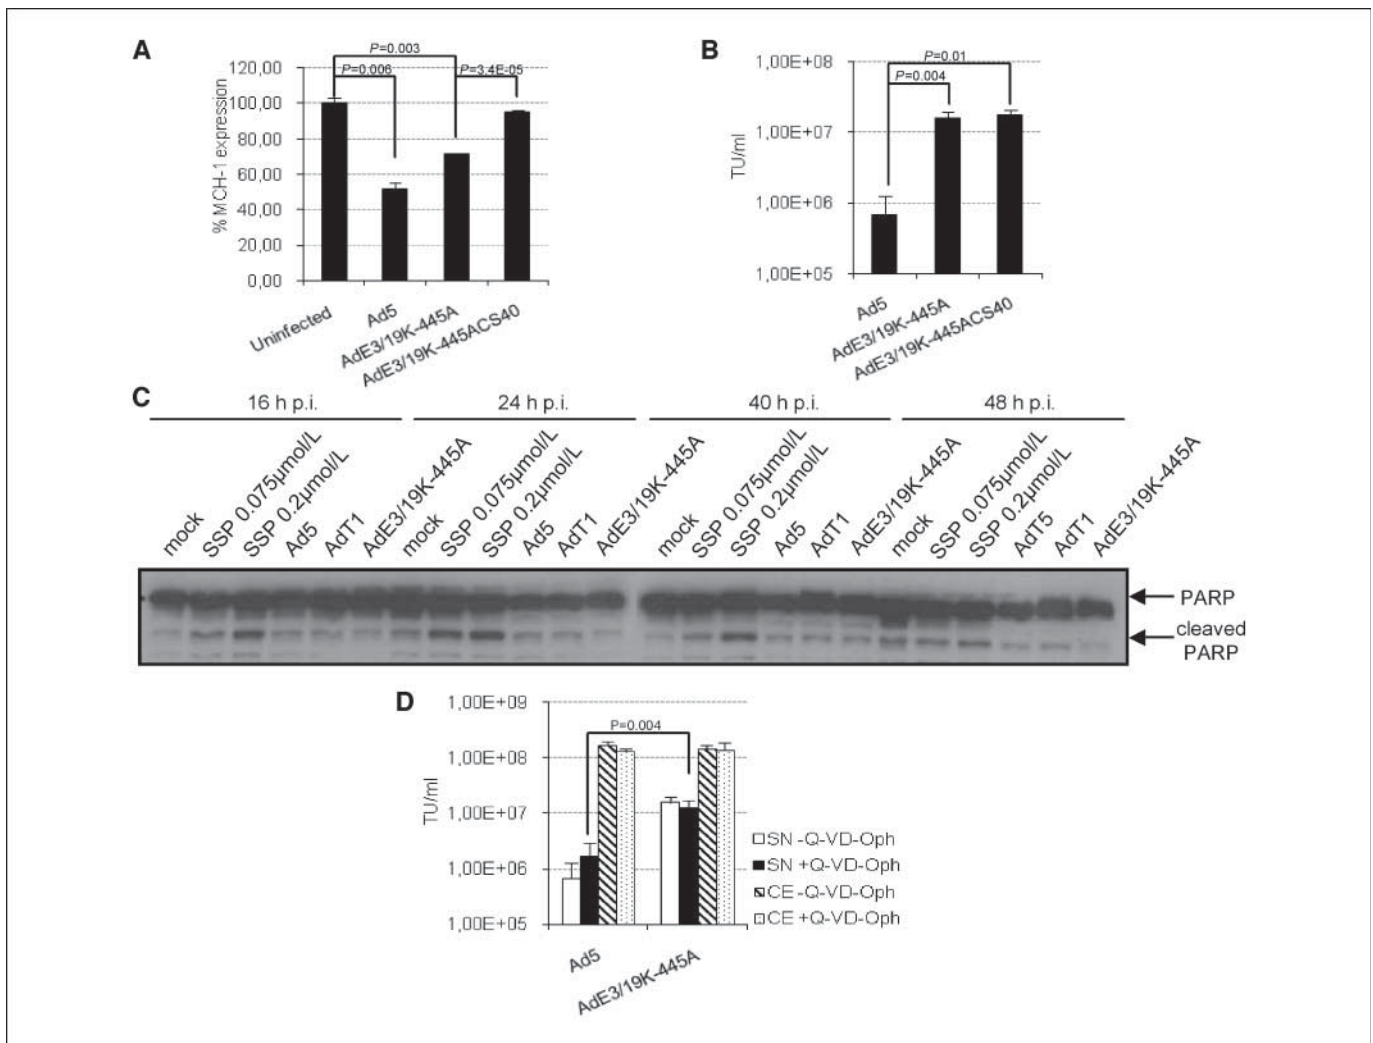 A
P=0.003
P=0.006
P=3.4E-05
120,00
100,00
80,00
60,00
40,00
20,00
0,00
% MCH-1 expression
Uninfected
Ad5
AdE3/19K-445A
AdE3/19K-445ACS40
B
P=0.01
P=0.004
1,00E+08
1,00E+07
1,00E+06
1,00E+05
TU/ml
Ad5
AdE3/19K-445A
AdE3/19K-445ACS40
C
16 h p.i.
24 h p.i.
40 h p.i.
48 h p.i.
mock
SSP 0.075µmol/L
SSP 0.2µmol/L
Ad5
AdT1
AdE3/19K-445A
mock
SSP 0.075µmol/L
SSP 0.2µmol/L
Ad5
AdT1
AdE3/19K-445A
mock
SSP 0.075µmol/L
SSP 0.2µmol/L
Ad5
AdT1
AdE3/19K-445A
mock
SSP 0.075µmol/L
SSP 0.2µmol/L
AdT5
AdT1
AdE3/19K-445A
PARP
cleaved
PARP
D
P=0.004
1,00E+09
1,00E+08
1,00E+07
1,00E+06
1,00E+05
TU/ml
Ad5
AdE3/19K-445A
SN -Q-VD-Oph
SN +Q-VD-Oph
CE -Q-VD-Oph
CE +Q-VD-Oph